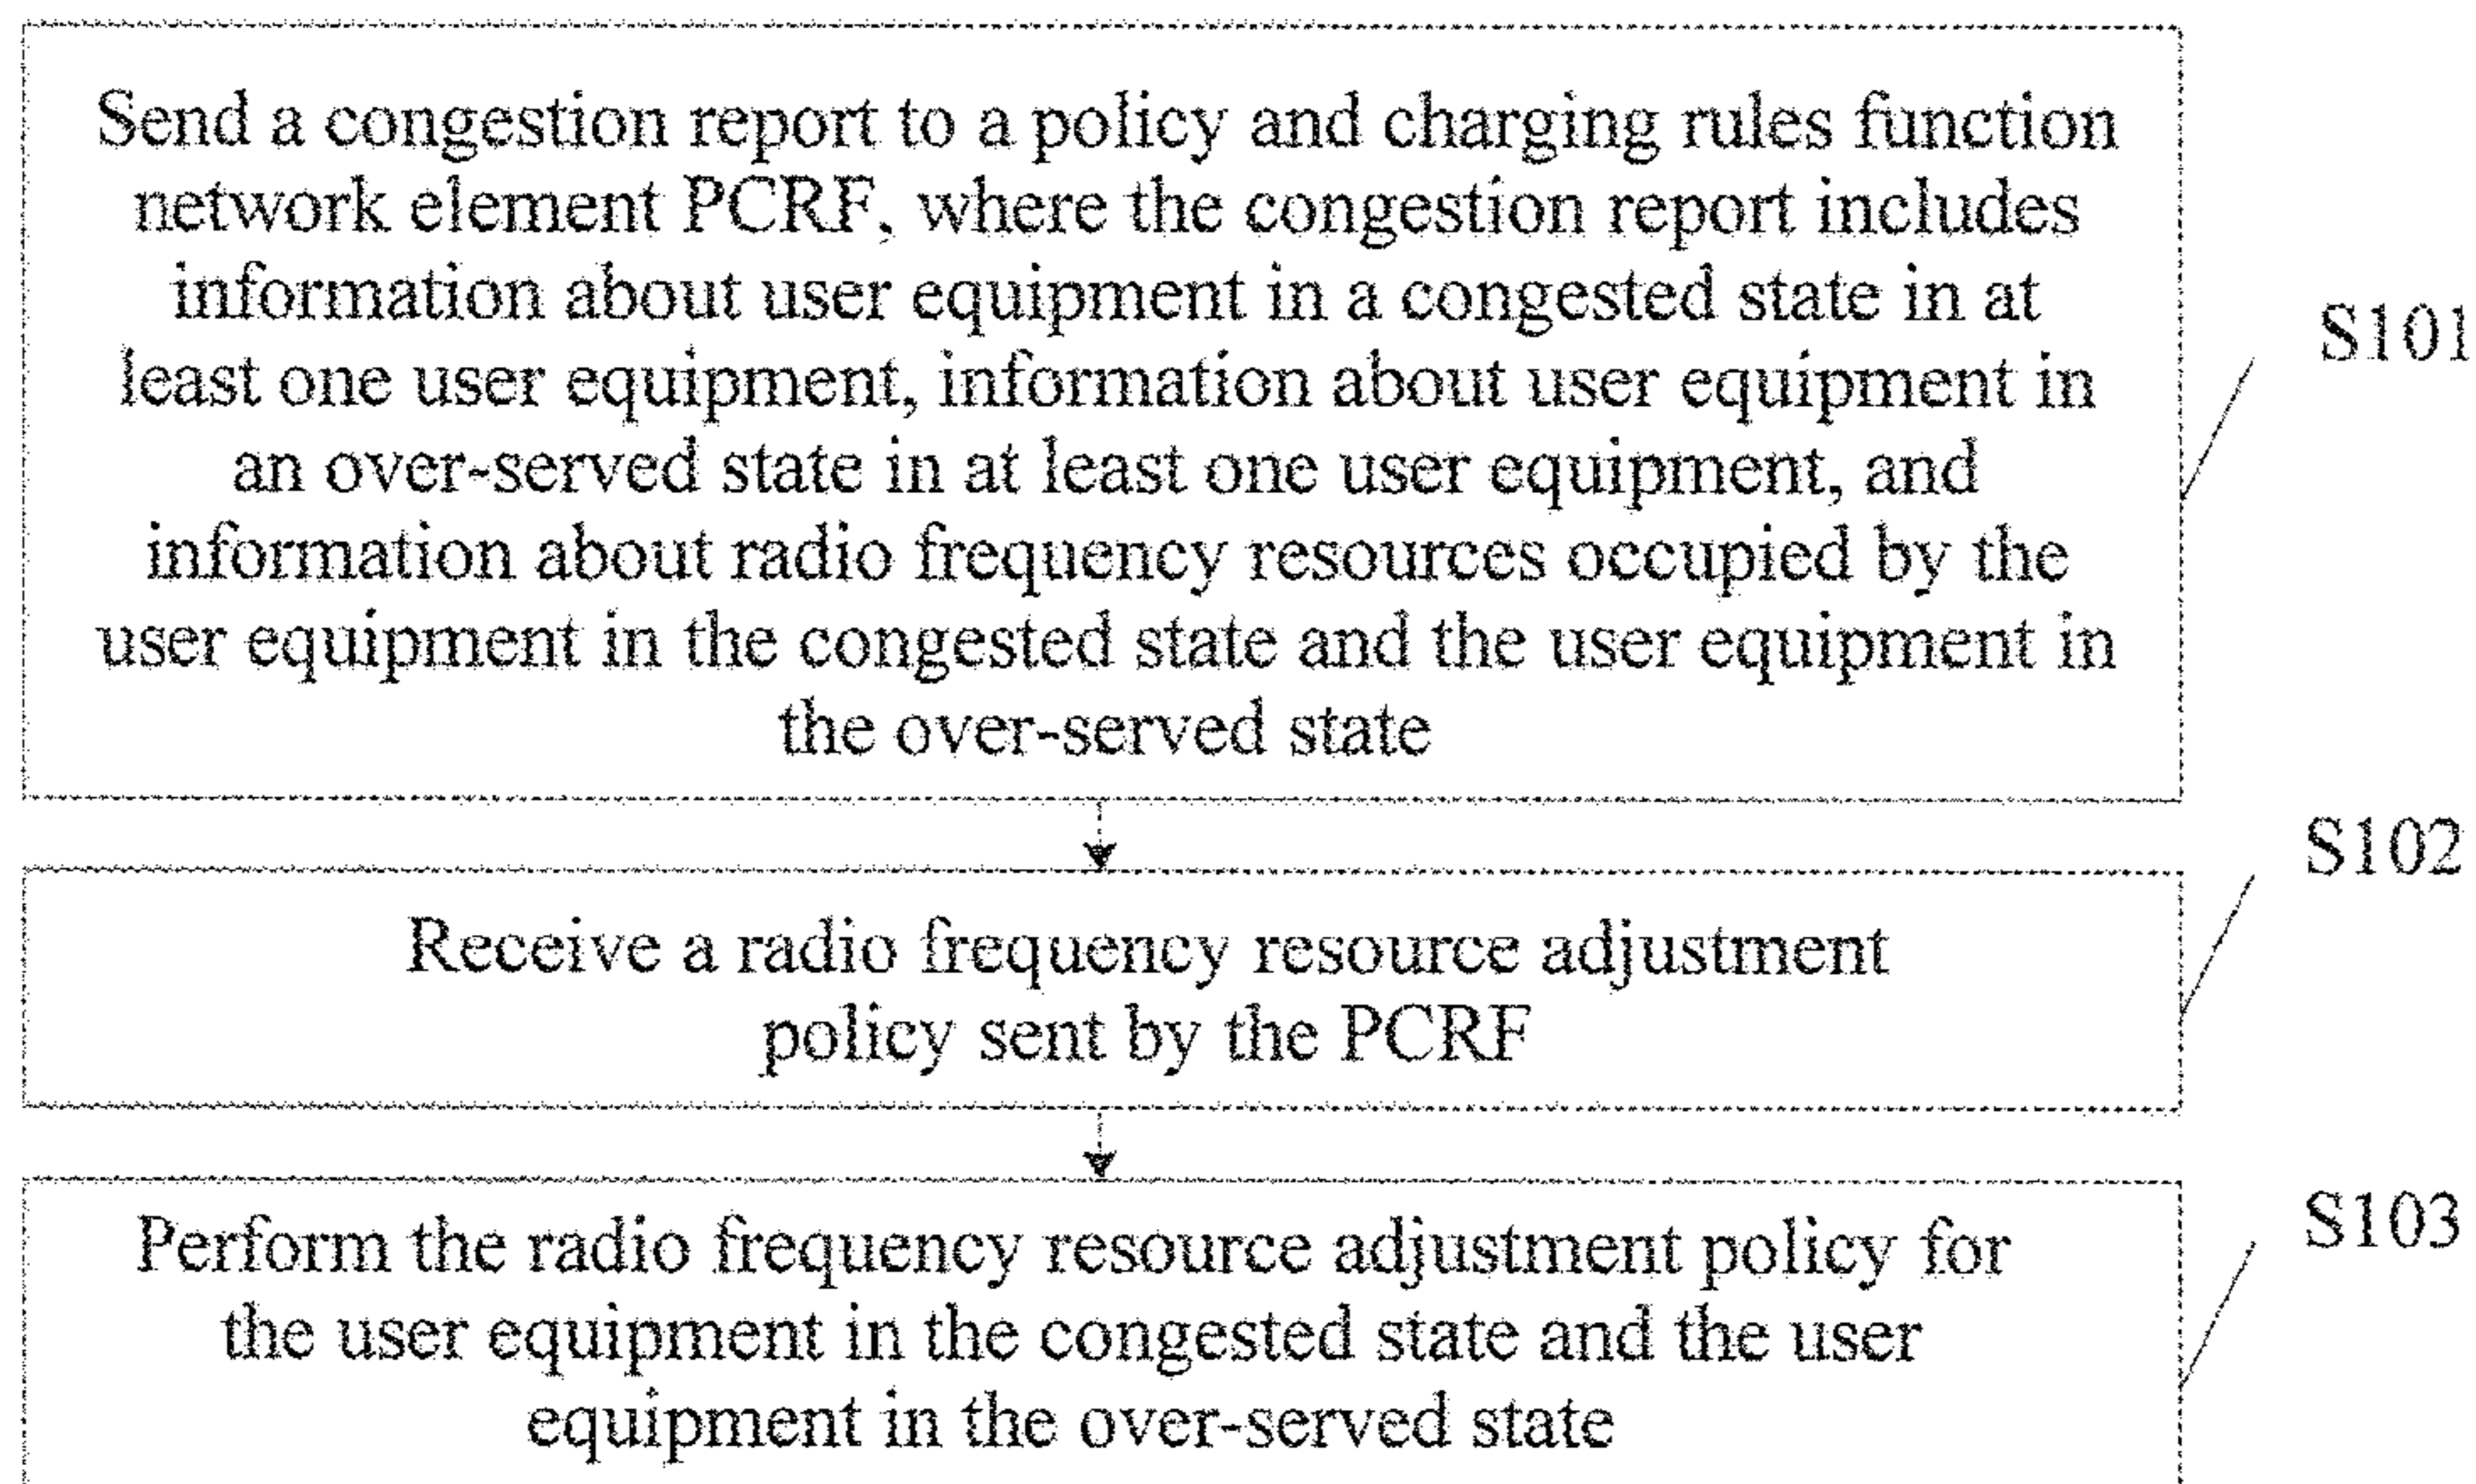 Send a congestion report to a policy and charging rules function
network element PCRF, where the congestion report includes
information about user equipment in a congested state in at
least one user equipment, information about user equipment in
an over-served state in at least one user equipment, and
information about radio frequency resources occupied by the
user equipment in the congested state and the user equipment in
the over-served state
S101
Receive a radio frequency resource adjustment
policy sent by the PCRF
S102
Perform the radio frequency resource adjustment policy for
the user equipment in the congested state and the user
equipment in the over-served state
S103